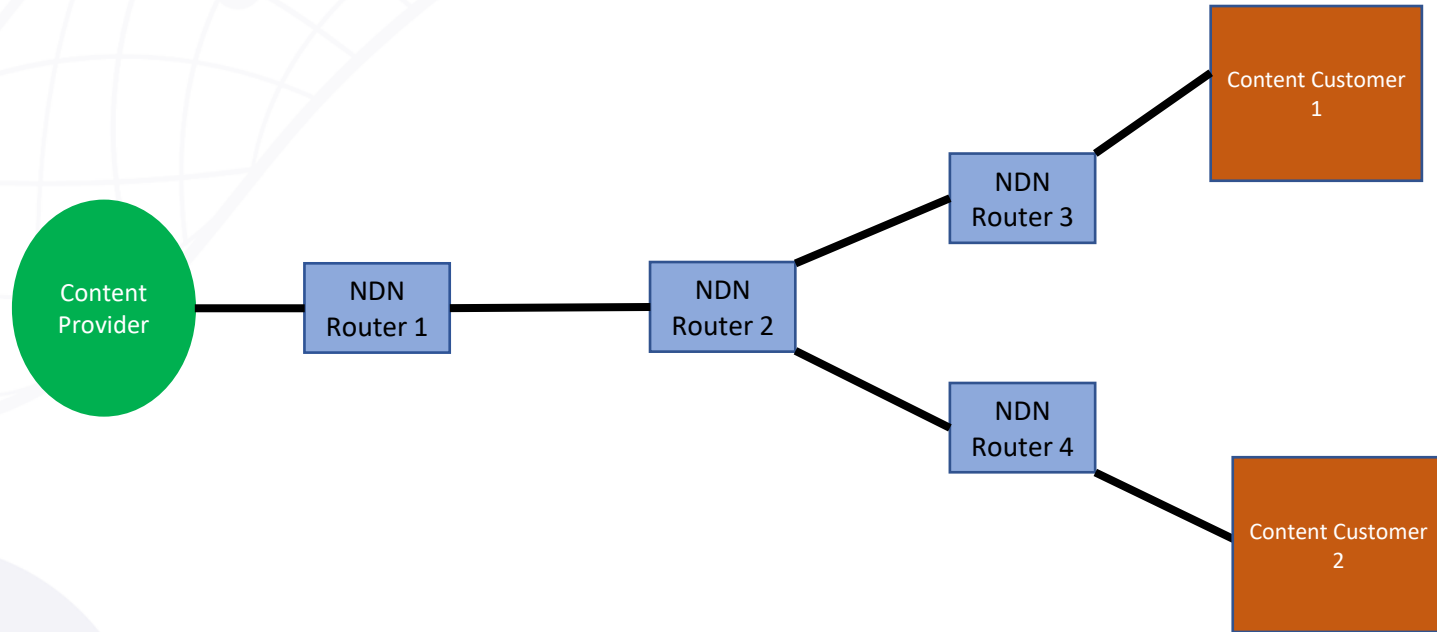 Content
Provider
NDN
Router 1
NDN
Router 2
NDN
Router 3
NDN
Router 4
Content Customer
1
Content Customer
2